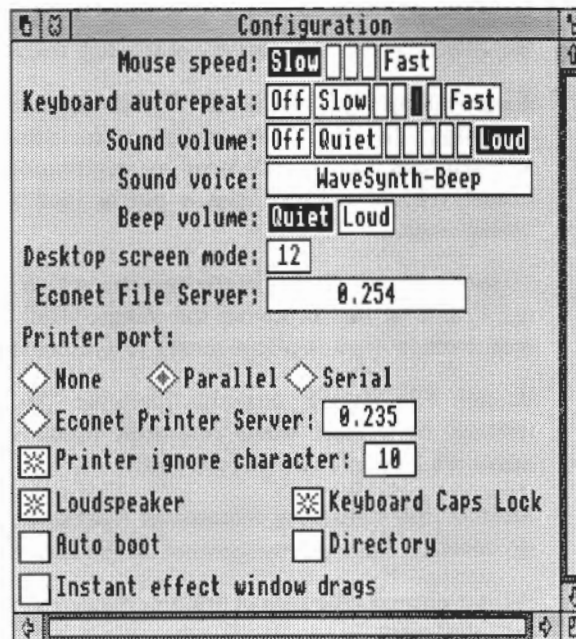 Configuration
Mouse speed: Slow Fast
Keyboard autorepeat: Off Slow Fast
Sound volume: Off Quiet Loud
Sound voice: WaveSynth-Beep
Beep volume: Quiet Loud
Desktop screen mode: 12
Econet File Server: 0.254
Printer port:
None Parallel Serial
Econet Printer Server: 0.235
Printer ignore character: 10
Loudspeaker Keyboard Caps Lock
Auto boot Directory
Instant effect window drags